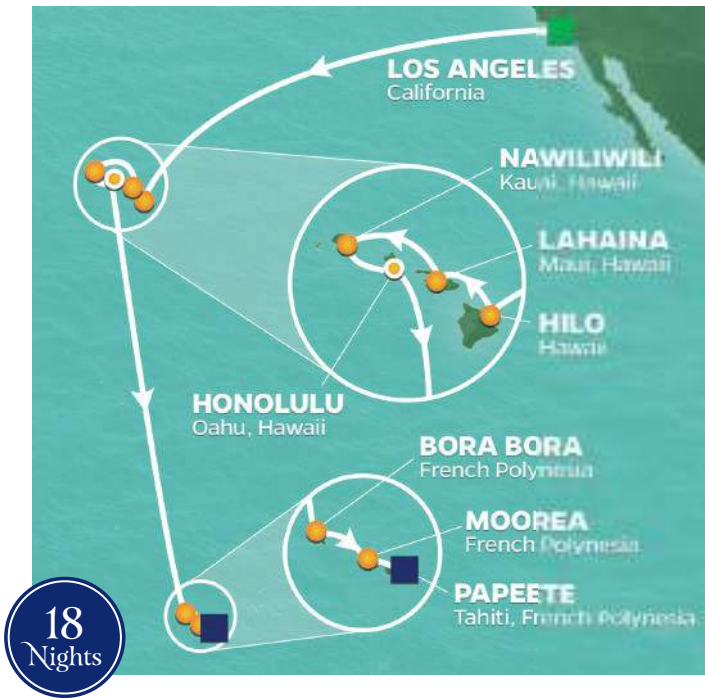 LOS ANGELES
California
NAWILIWILI
Kauai, Hawaii
LAHAINA
Maui, Hawaii
HILO
Hawaii
HONOLULU
Oahu, Hawaii
BORA BORA
French Polynesia
MOOREA
French Polynesia
PAPEETE
Tahiti, French Polynesia
18
Nights